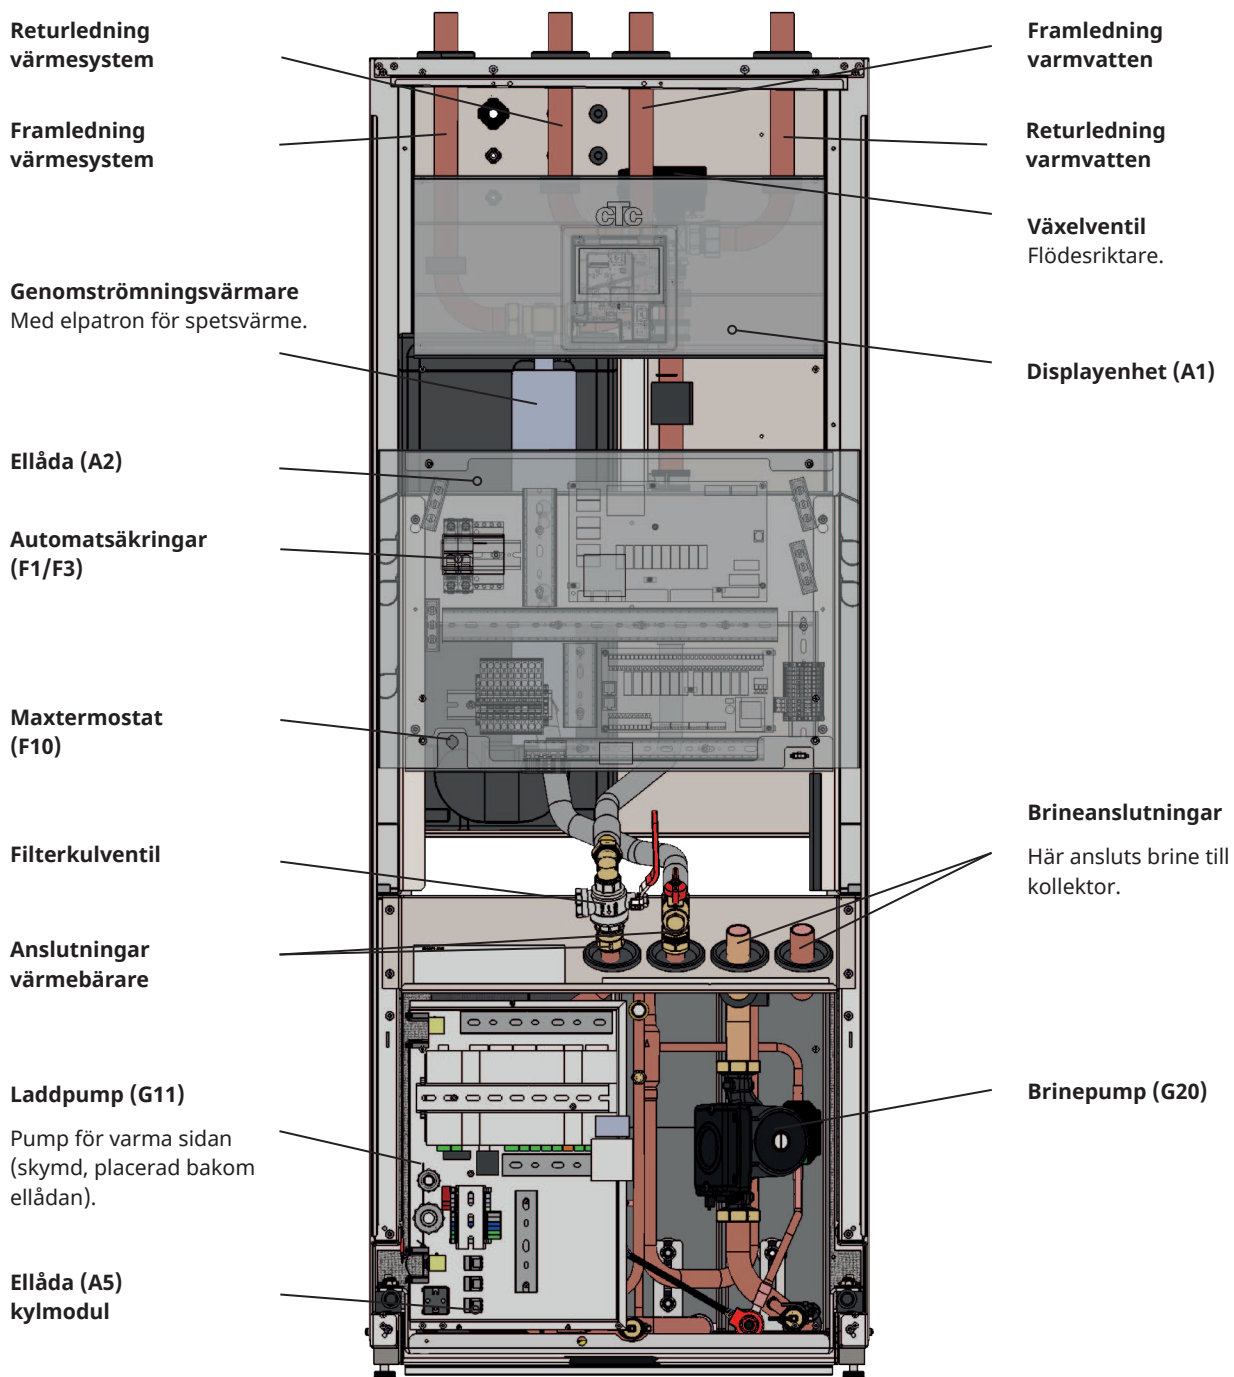 Returledning
värmesystem
Framledning
värmesystem
Genomströmningsvärmare
Med elpatron för spetsvärme.
Ellåda (A2)
Automatsäkringar
(F1/F3)
Maxtermostat
(F10)
Filterkulventil
Anslutningar
värmebärare
Laddpump (G11)
Pump för varma sidan
(skymd, placerad bakom
ellådan).
Ellåda (A5)
kylmodul
cTc
Framledning
varmvatten
Returledning
varmvatten
Växelventil
Flödesriktare.
Displayenhet (A1)
Brineanslutningar
Här ansluts brine till
kollektor.
Brinepump (G20)